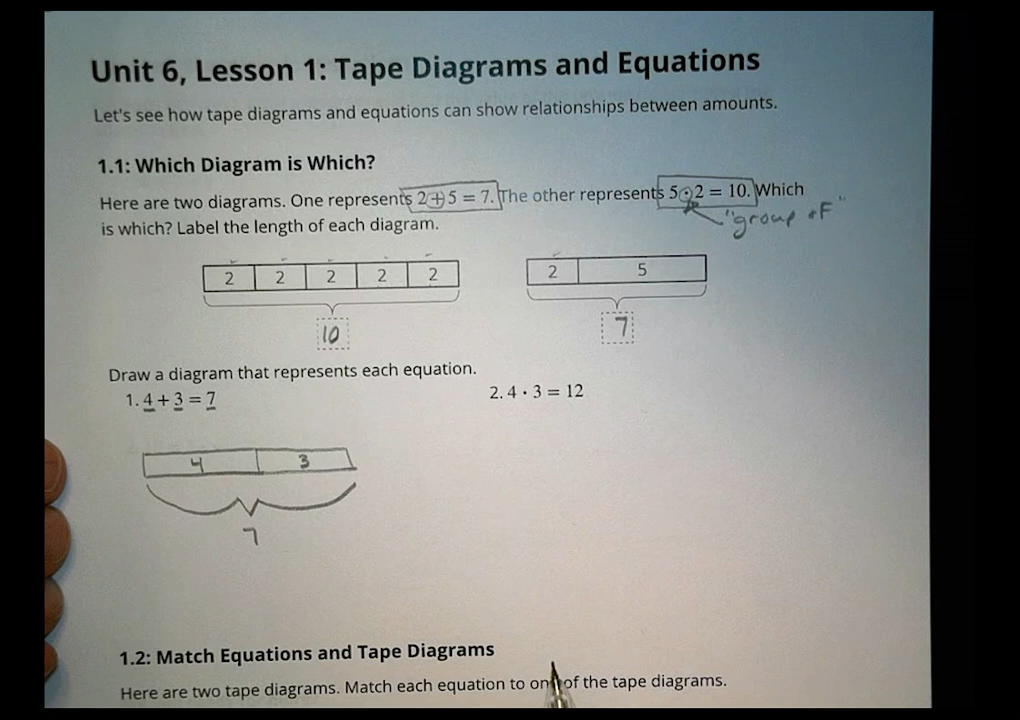 Unit 6, Lesson 1: Tape Diagrams and Equations
Let's see how tape diagrams and equations can show relationships between amounts.
1.1: Which Diagram is Which?
Here are two diagrams. One represents 2 + 5 = 7. The other represents 5 · 2 = 10. Which
"group of"
is which? Label the length of each diagram.
2 2 2 2 2
2 5
10
7
Draw a diagram that represents each equation.
1. 4 + 3 = 7
2. 4 · 3 = 12
4 3
7
1.2: Match Equations and Tape Diagrams
Here are two tape diagrams. Match each equation to one of the tape diagrams.